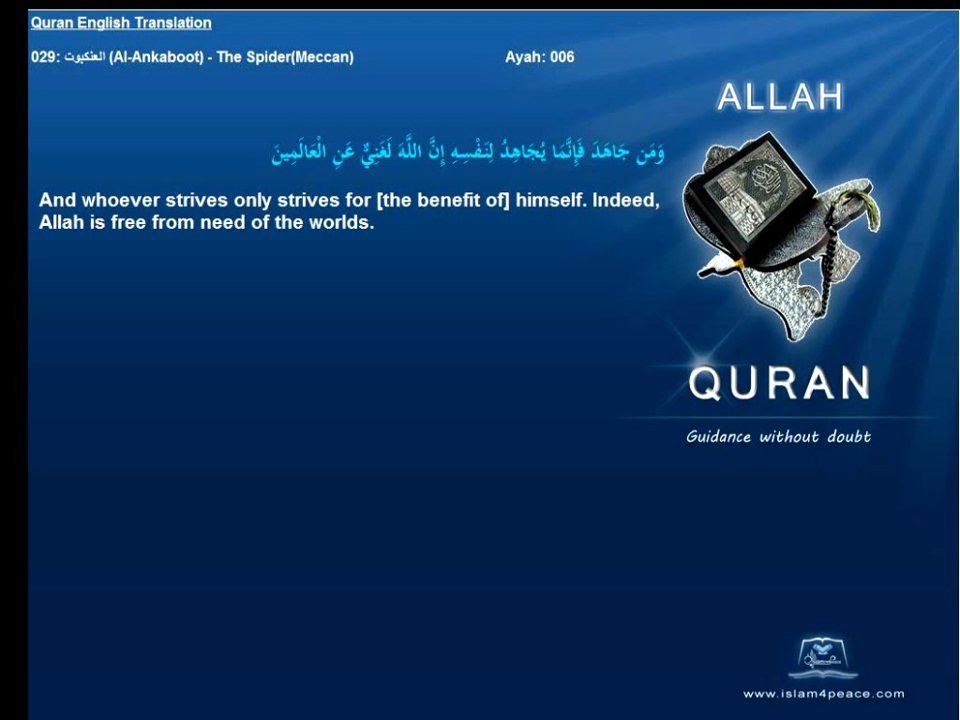 Quran English Translation
029: العنكبوت (Al-Ankaboot) - The Spider(Meccan) Ayah: 006
ALLAH
وَمَن جَاهَدَ فَإِنَّمَا يُجَاهِدُ لِنَفْسِهِ إِنَّ اللَّهَ لَغَنِيٌّ عَنِ الْعَالَمِينَ
And whoever strives only strives for [the benefit of] himself. Indeed,
Allah is free from need of the worlds.
QURAN
Guidance without doubt
www.islam4peace.com